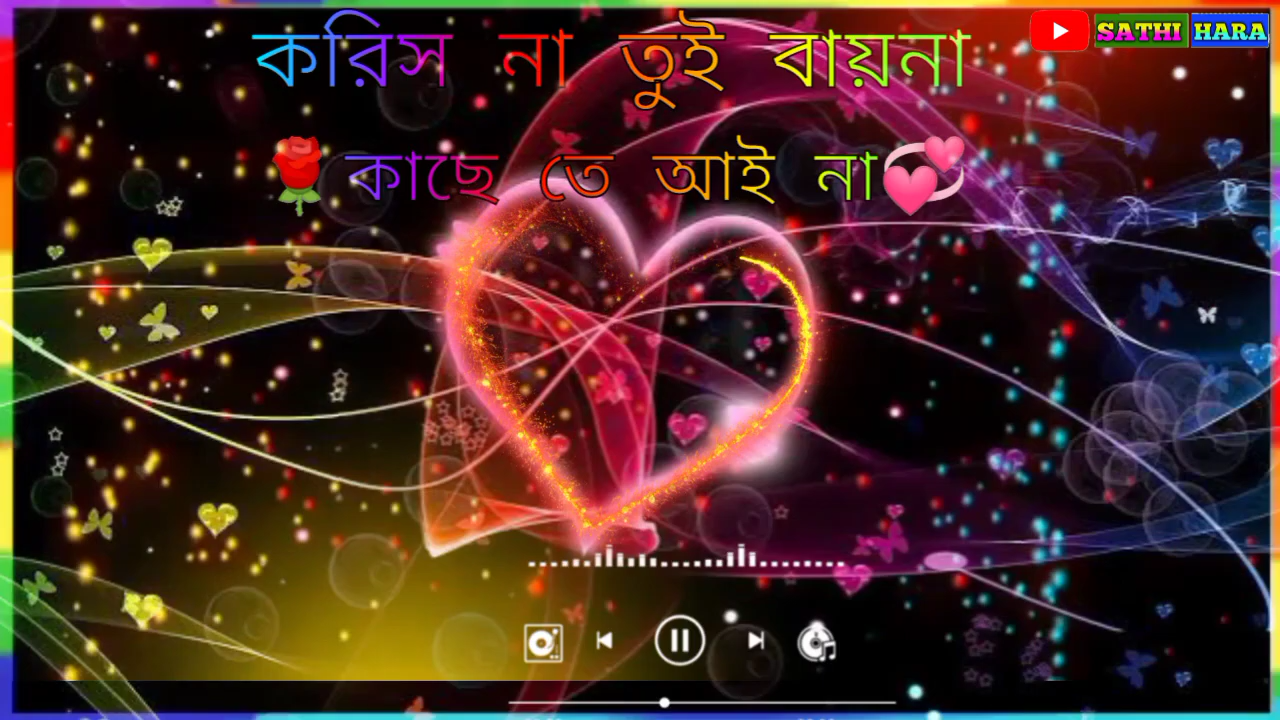 করিস না তুই বায়না
SATHI HARA
🌹কাছে তে আই না💞